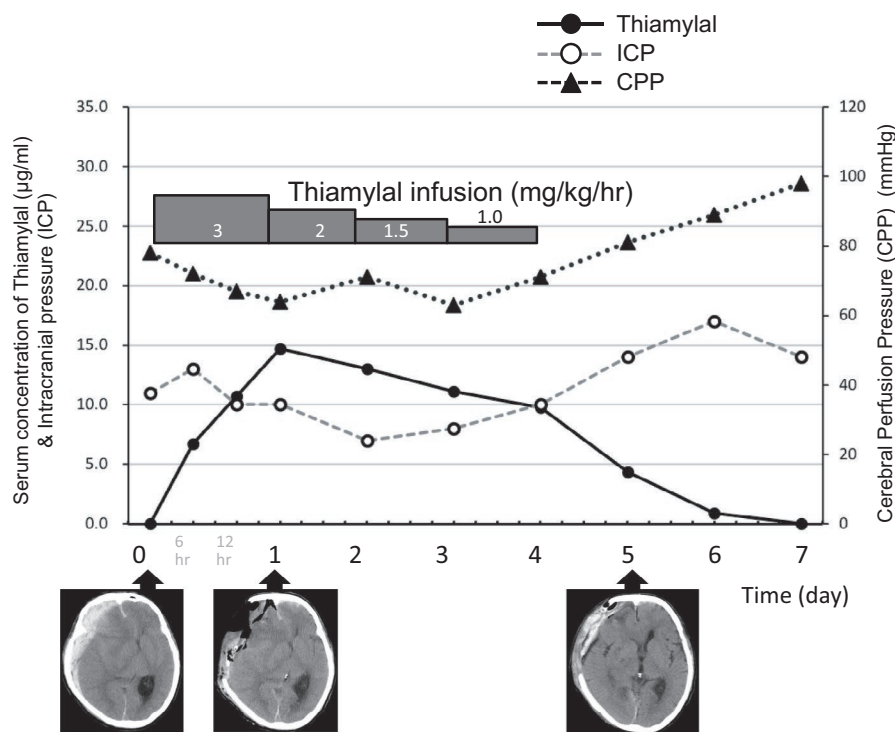 Thiamylal
ICP
CPP
Serum concentration of Thiamylal (µg/ml)
& Intracranial pressure (ICP)
35.0
30.0
25.0
20.0
15.0
10.0
5.0
0.0
Thiamylal infusion (mg/kg/hr)
3
2
1.5
1.0
120
100
80
60
40
20
0
Cerebral Perfusion Pressure (CPP) (mmHg)
0
6
hr
12
hr
1
2
3
4
5
6
7
Time (day)